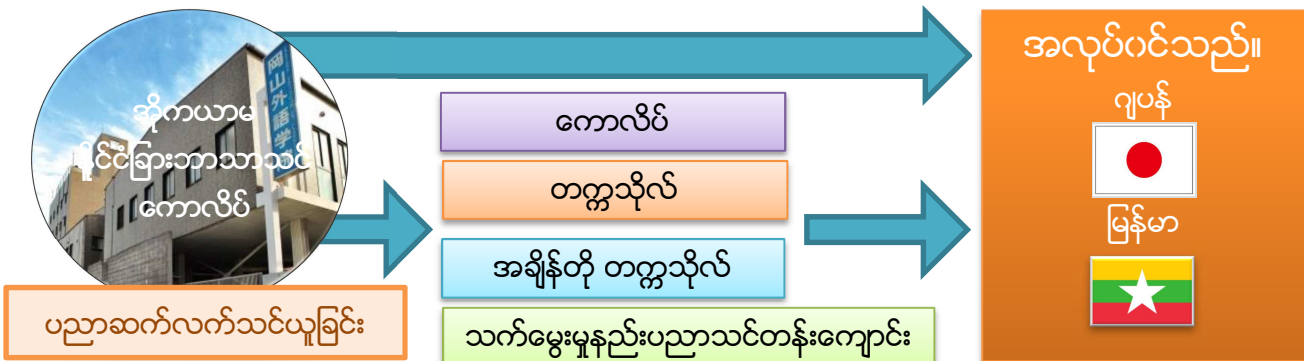 အိုကယာမ
နိုင်ငံခြားဘာသာသင်
ကောလိပ်
岡山外語学
ပညာဆက်လက်သင်ယူခြင်း
ကောလိပ်
တက္ကသိုလ်
အချိန်တို တက္ကသိုလ်
သက်မွေးမှုနည်းပညာသင်တန်းကျောင်း
အလုပ်ဝင်သည်။
ဂျပန်
မြန်မာ